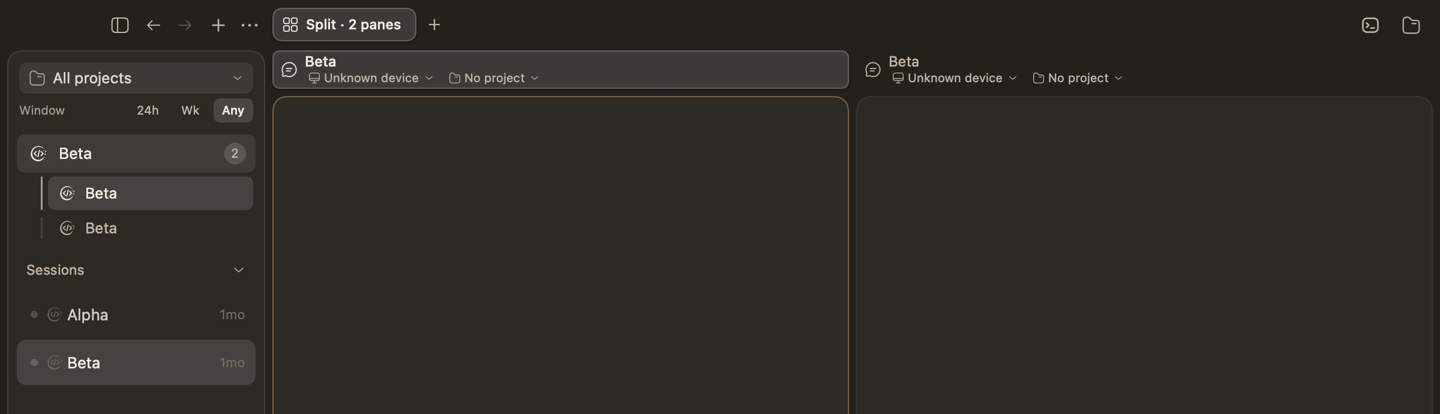 Split · 2 panes
All projects
Window 24h Wk Any
Beta 2
Beta
Beta
Sessions
Alpha 1mo
Beta 1mo
Beta
Unknown device No project
Beta
Unknown device No project